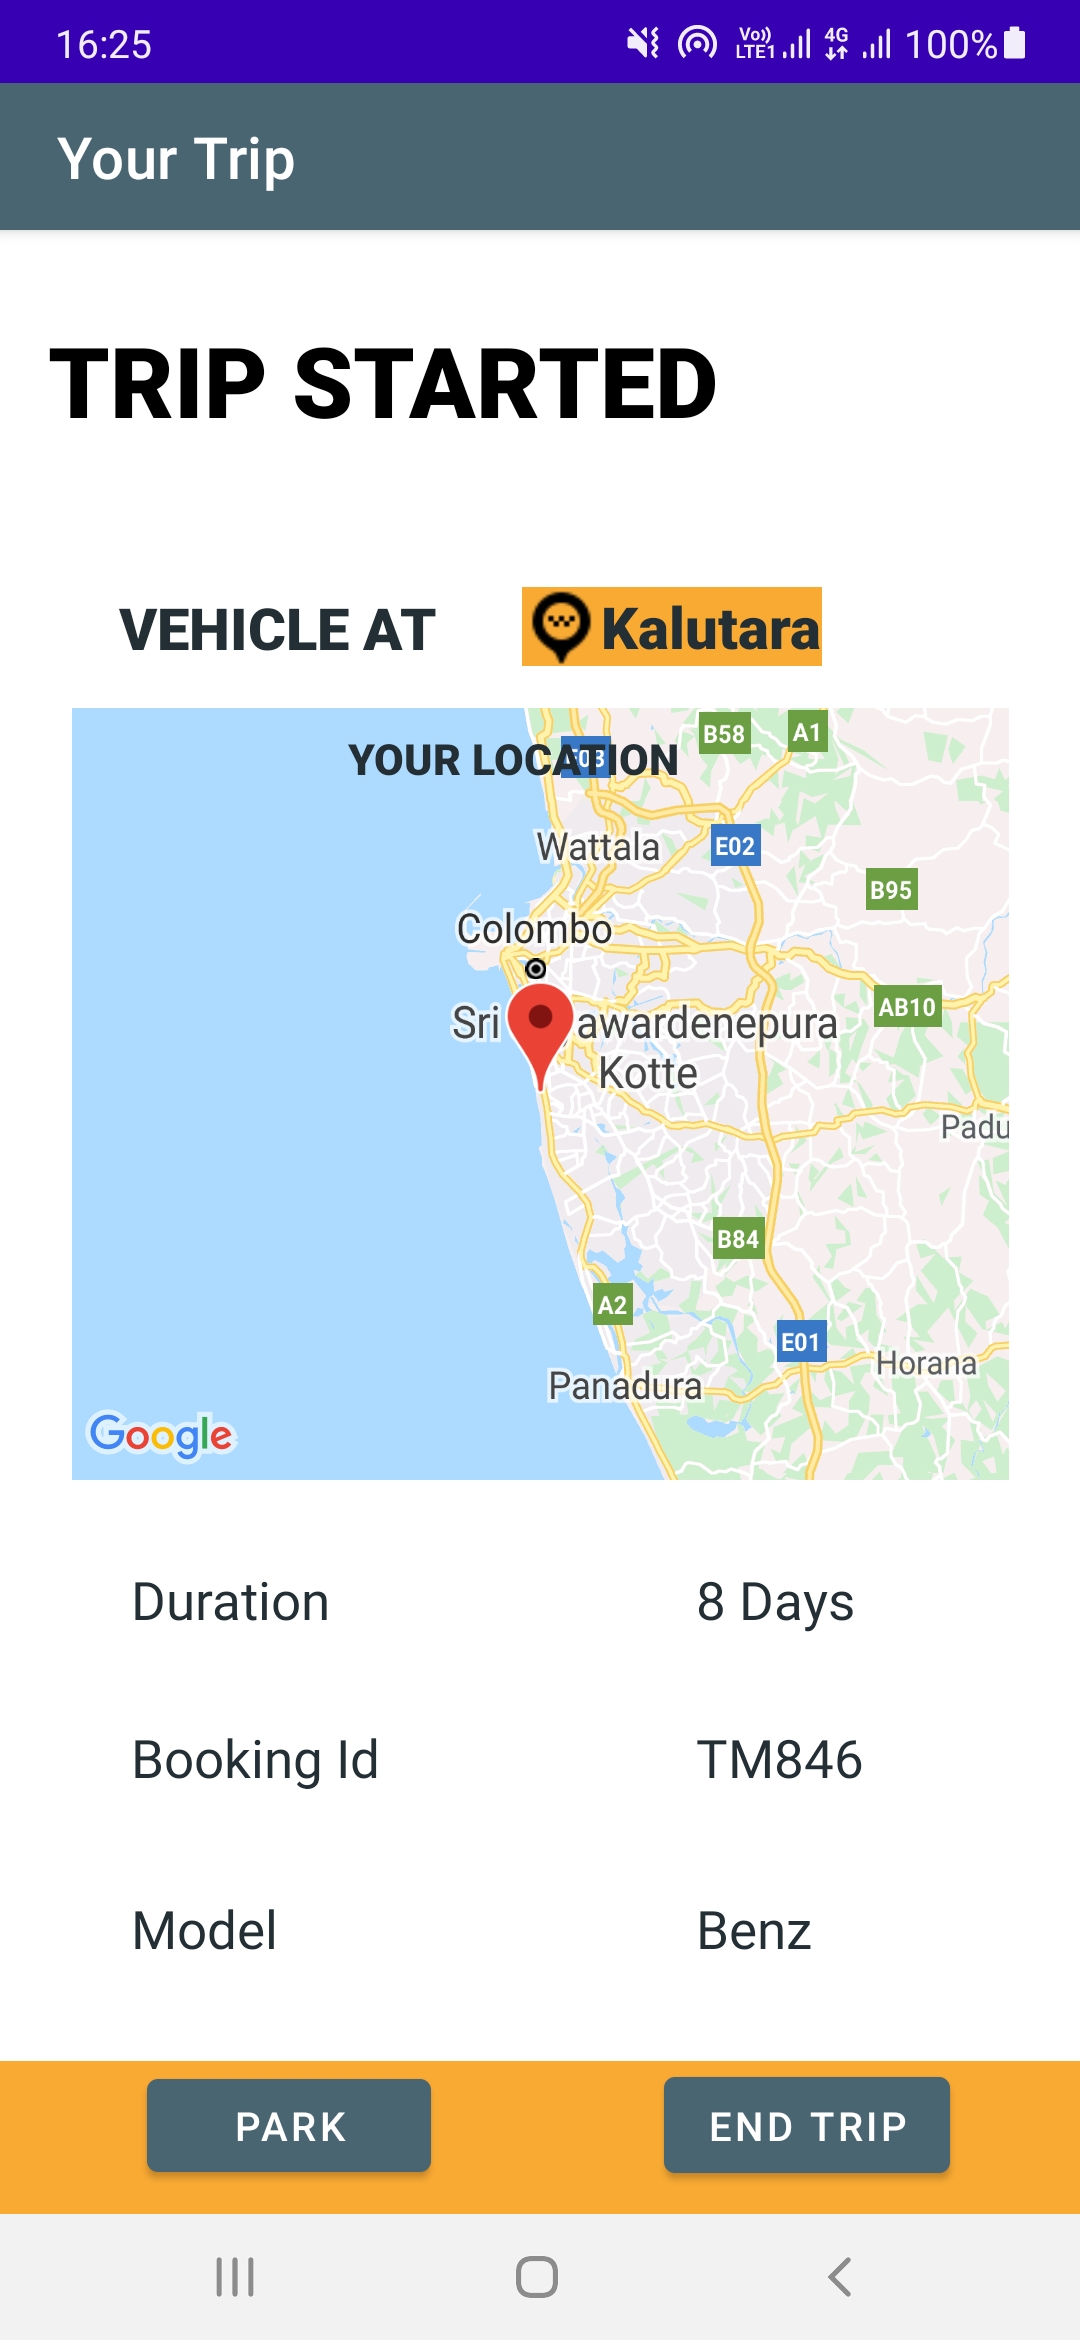 16:25
Vo)) LTE1 4G 100%
Your Trip
TRIP STARTED
VEHICLE AT Kalutara
B58 A1
YOUR LOCATION
E03
Wattala E02
B95
Colombo
AB10
Sri awardenepura
Kotte
Padu
B84
A2
E01
Horana
Panadura
Google
Duration 8 Days
Booking Id TM846
Model Benz
PARK END TRIP